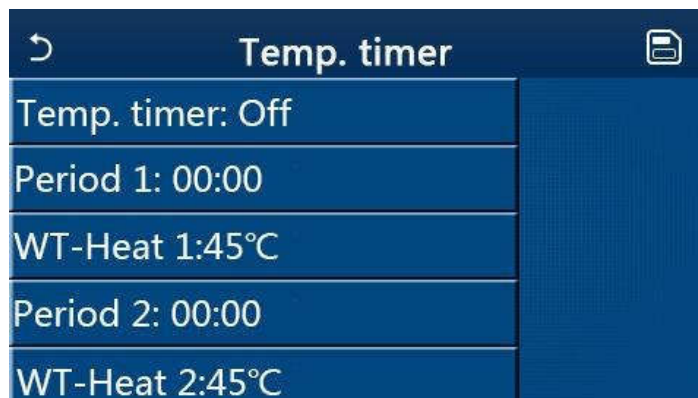 Temp. timer
Temp. timer: Off
Period 1: 00:00
WT-Heat 1:45℃
Period 2: 00:00
WT-Heat 2:45℃